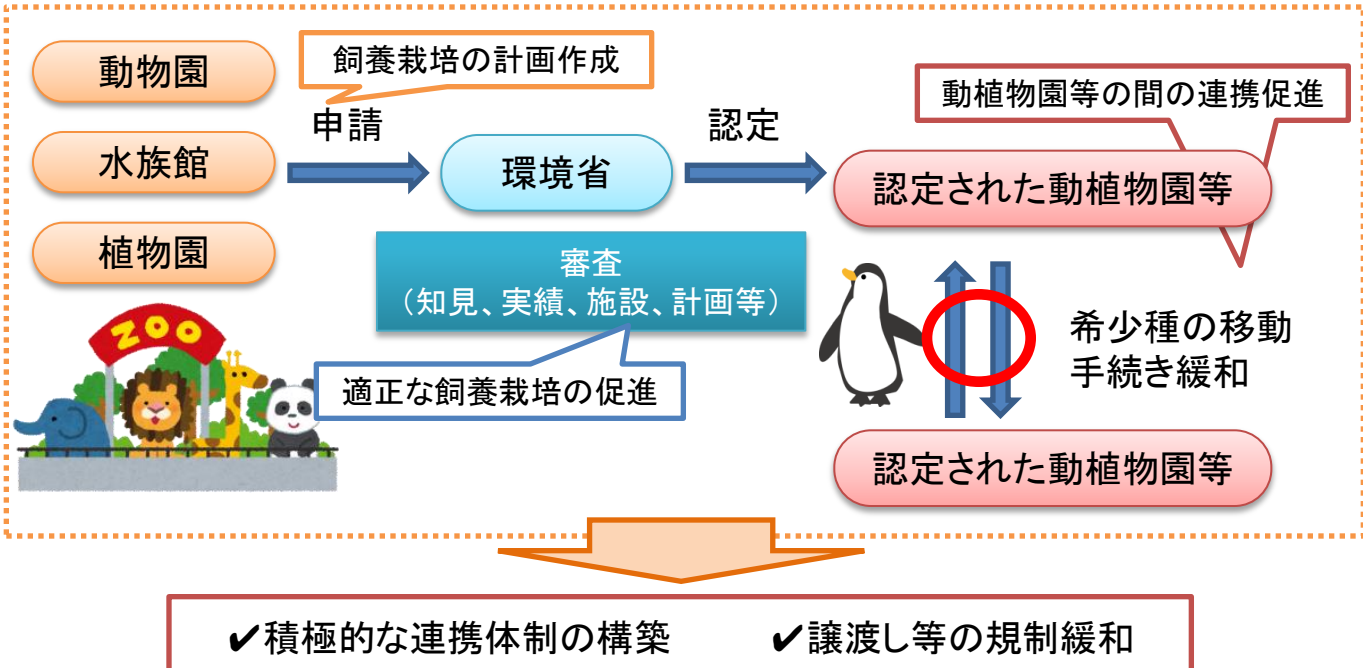 動物園
飼養栽培の計画作成
動植物園等の間の連携促進
申請
認定
水族館
環境省
認定された動植物園等
植物園
審査
（知見、実績、施設、計画等）
ZOO
希少種の移動
手続き緩和
適正な飼養栽培の促進
認定された動植物園等
✔積極的な連携体制の構築 ✔譲渡し等の規制緩和